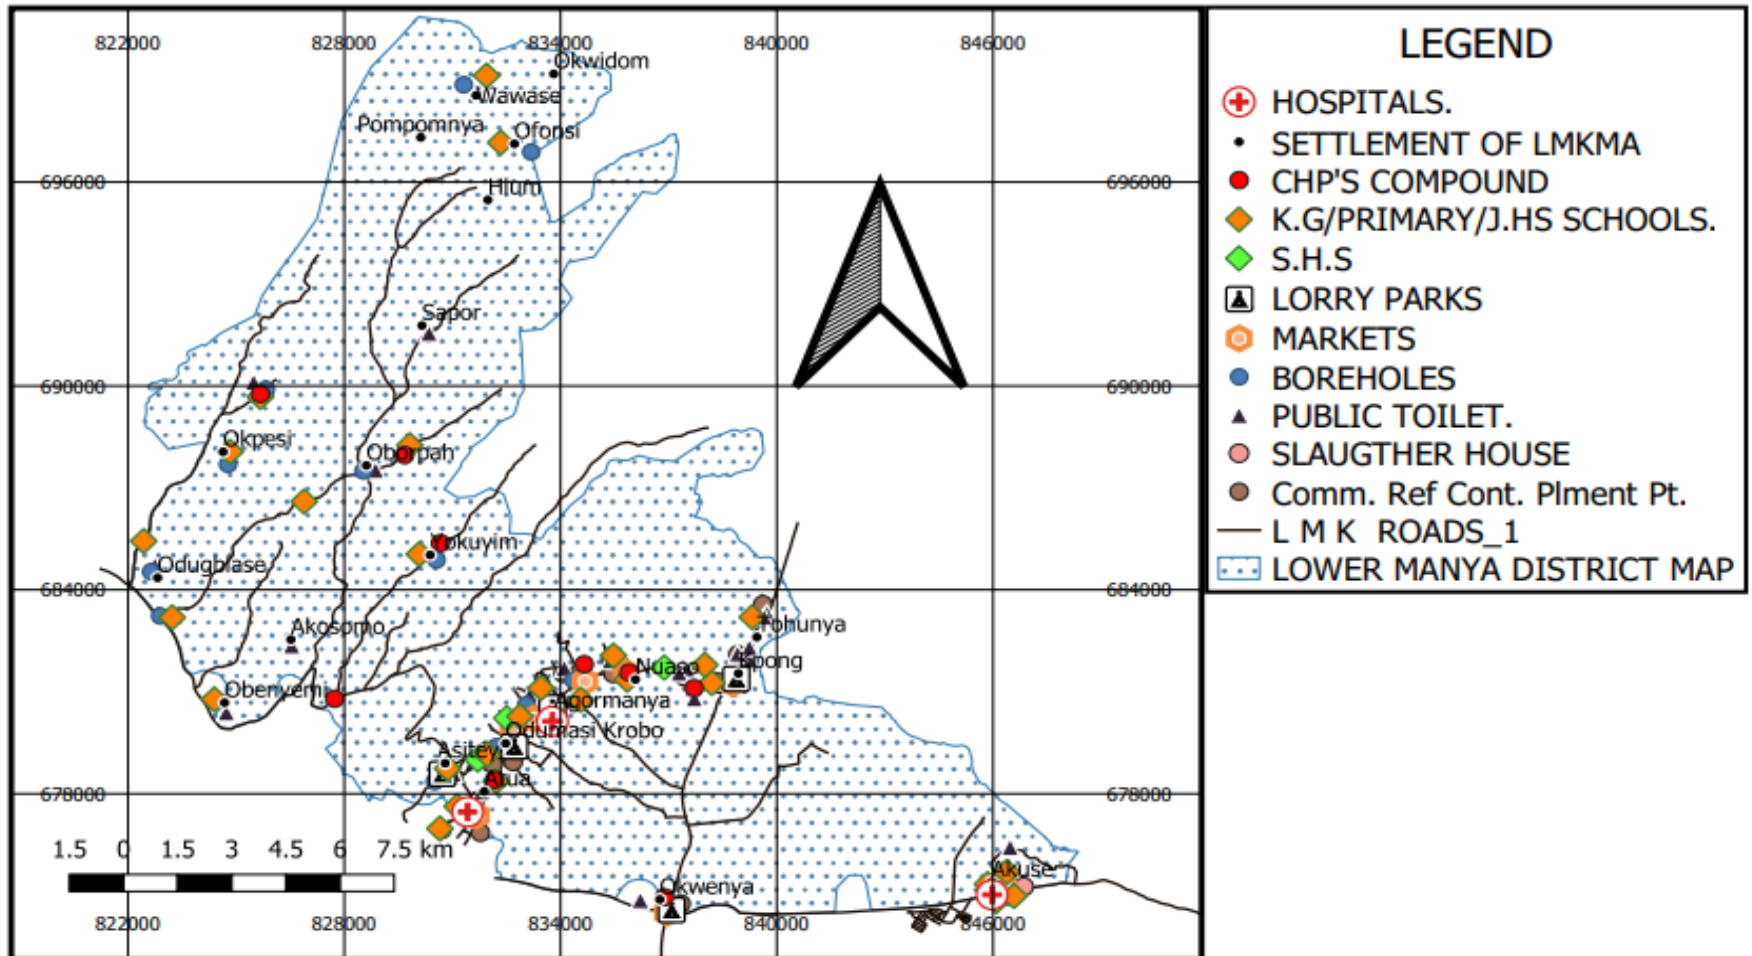 822000 828000 834000 840000 846000
Okwidom
Wawase
Pompomnya
Ofonsi
696000 696000
Hlum
Sapor
690000 690000
Okpesi
Oborpah
Yokuyim
Odugblase
684000 684000
Akosomo
Tohunya
Nuaso
Kpong
Obenyemi
Agormanya
Odumasi Krobo
Asitey
Atua
678000 678000
1.5 0 1.5 3 4.5 6 7.5 km
Akuse
Okwenya
822000 828000 834000 840000 846000
LEGEND
HOSPITALS.
SETTLEMENT OF LMKMA
CHP'S COMPOUND
K.G/PRIMARY/J.HS SCHOOLS.
S.H.S
LORRY PARKS
MARKETS
BOREHOLES
PUBLIC TOILET.
SLAUGTHER HOUSE
Comm. Ref Cont. Plment Pt.
L M K ROADS_1
LOWER MANYA DISTRICT MAP